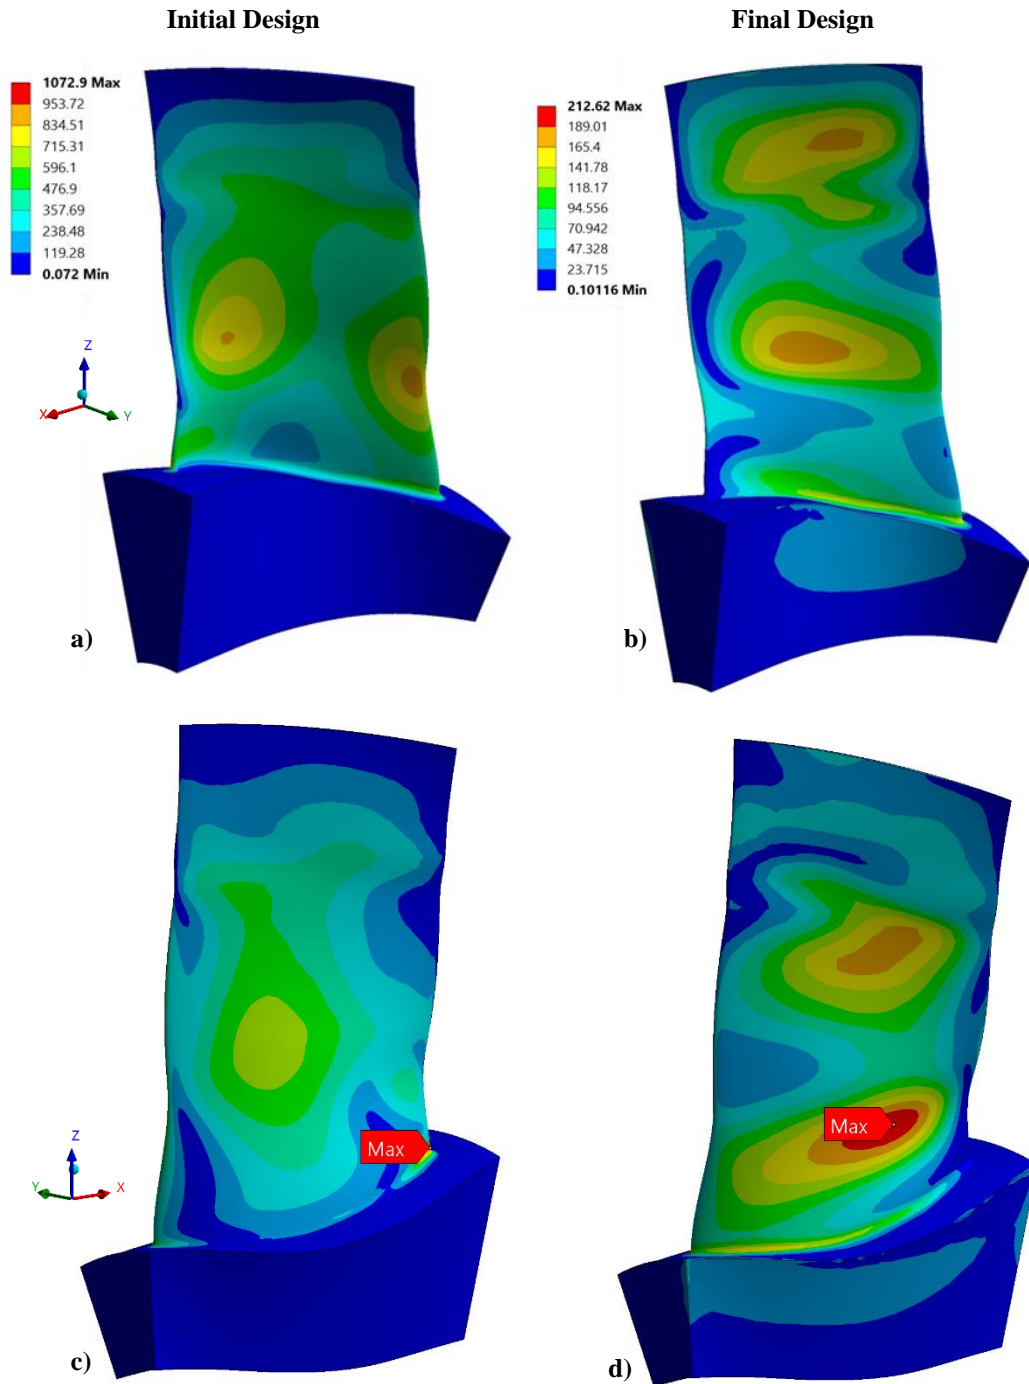 Initial Design
Final Design
1072.9 Max
953.72
834.51
715.31
596.1
476.9
357.69
238.48
119.28
0.072 Min
212.62 Max
189.01
165.4
141.78
118.17
94.556
70.942
47.328
23.715
0.10116 Min
Z
X
Y
a)
b)
Max
Max
Z
Y
X
c)
d)